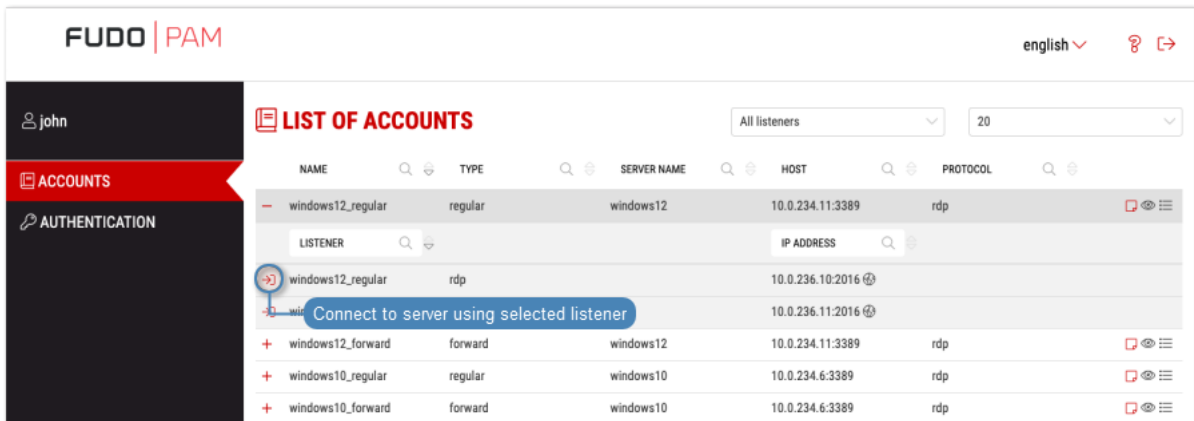 FUDO PAM
english
john
LIST OF ACCOUNTS
All listeners
20
ACCOUNTS
AUTHENTICATION
NAME TYPE SERVER NAME HOST PROTOCOL
windows12_regular regular windows12 10.0.234.11:3389 rdp
LISTENER IP ADDRESS
windows12_regular rdp 10.0.236.10:2016
Connect to server using selected listener
10.0.236.11:2016
windows12_forward forward windows12 10.0.234.11:3389 rdp
windows10_regular regular windows10 10.0.234.6:3389 rdp
windows10_forward forward windows10 10.0.234.6:3389 rdp